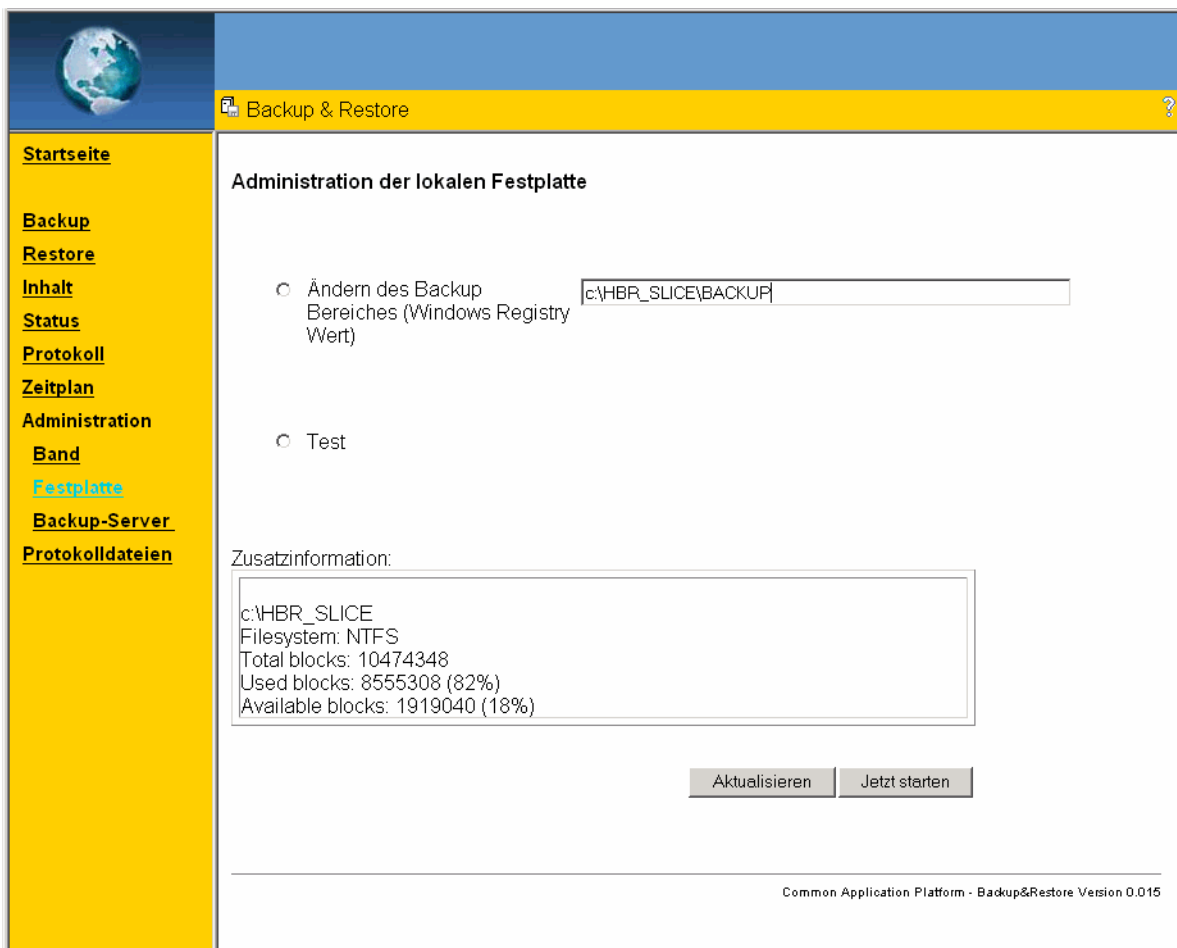 Backup & Restore
?
Startseite
Backup
Restore
Inhalt
Status
Protokoll
Zeitplan
Administration
Band
Festplatte
Backup-Server
Protokolldateien
Administration der lokalen Festplatte
Ändern des Backup
Bereiches (Windows Registry
Wert)
c:\HBR_SLICE\BACKUP
Test
Zusatzinformation:
c:\HBR_SLICE
Filesystem: NTFS
Total blocks: 10474348
Used blocks: 8555308 (82%)
Available blocks: 1919040 (18%)
Aktualisieren
Jetzt starten
Common Application Platform - Backup&Restore Version 0.015